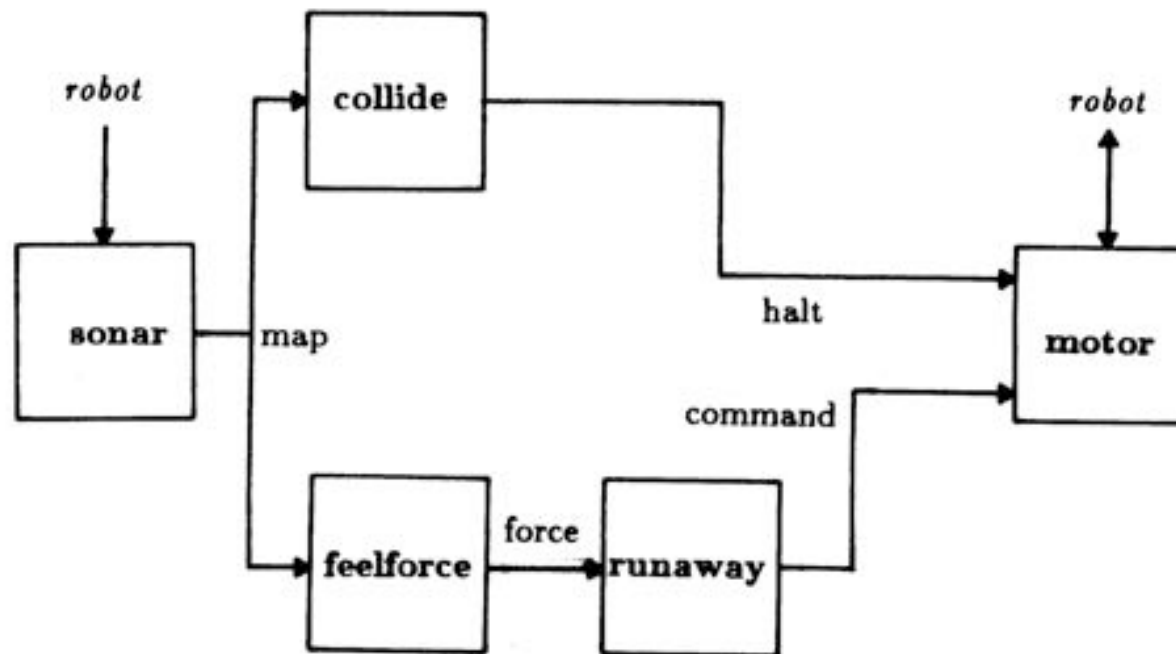 robot
collide
robot
sonar
map
halt
motor
command
feelforce
force
runaway